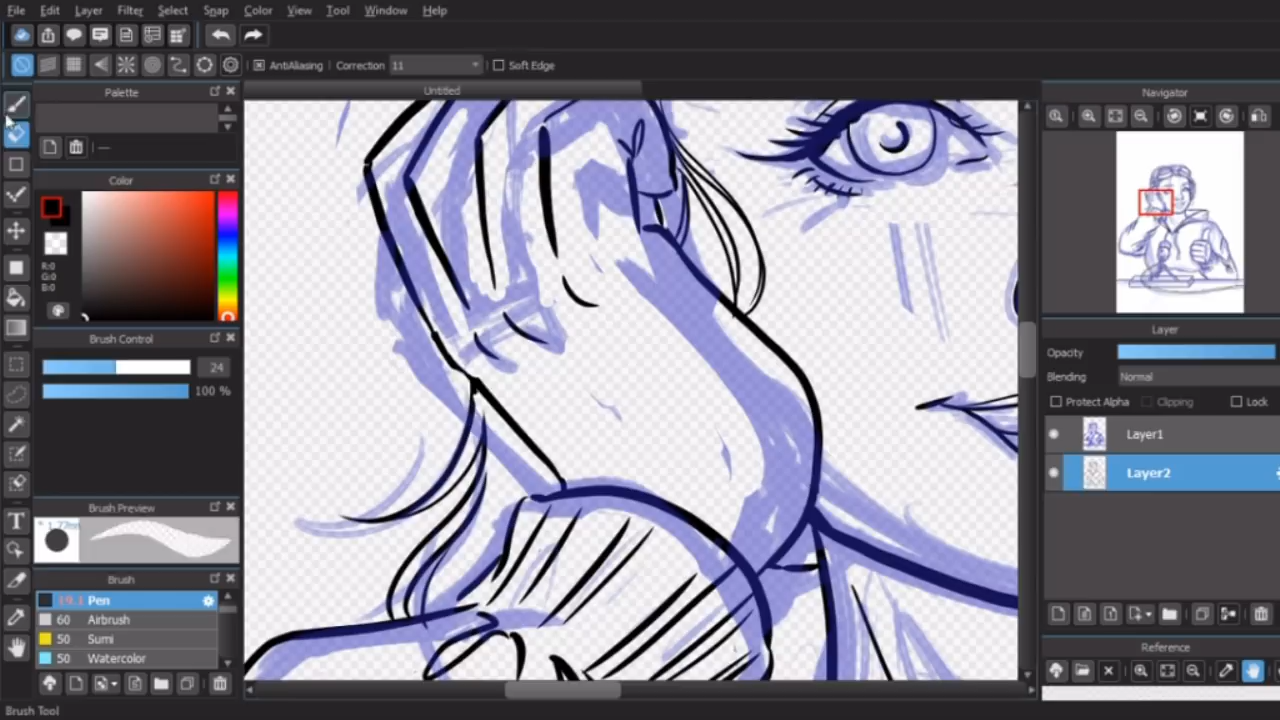 File Edit Layer Filter Select Snap Color View Tool Window Help
AntiAliasing Correction 11 Soft Edge
Palette
Untitled
Navigator
Color
R:0
G:0
B:0
Brush Control
24
100 %
Layer
Opacity
Blending Normal
Protect Alpha Clipping Lock
Layer1
Layer2
Brush Preview
Brush
19.1 Pen
60 Airbrush
50 Sumi
50 Watercolor
Reference
Brush Tool